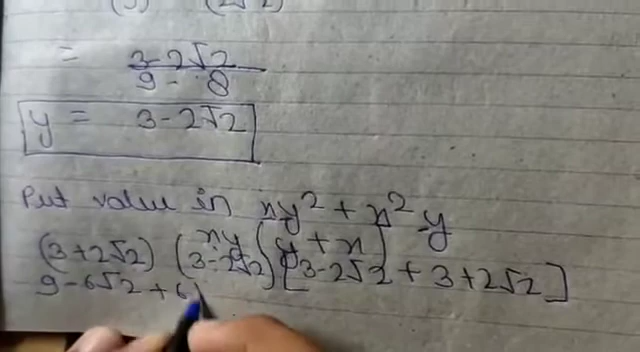 = 3-2√2 / 9 - 8
y = 3-2√2
Put value in xy² + x²y
xy (y + x)
(3+2√2) (3-2√2) [3-2√2 + 3+2√2]
9-6√2 + 6